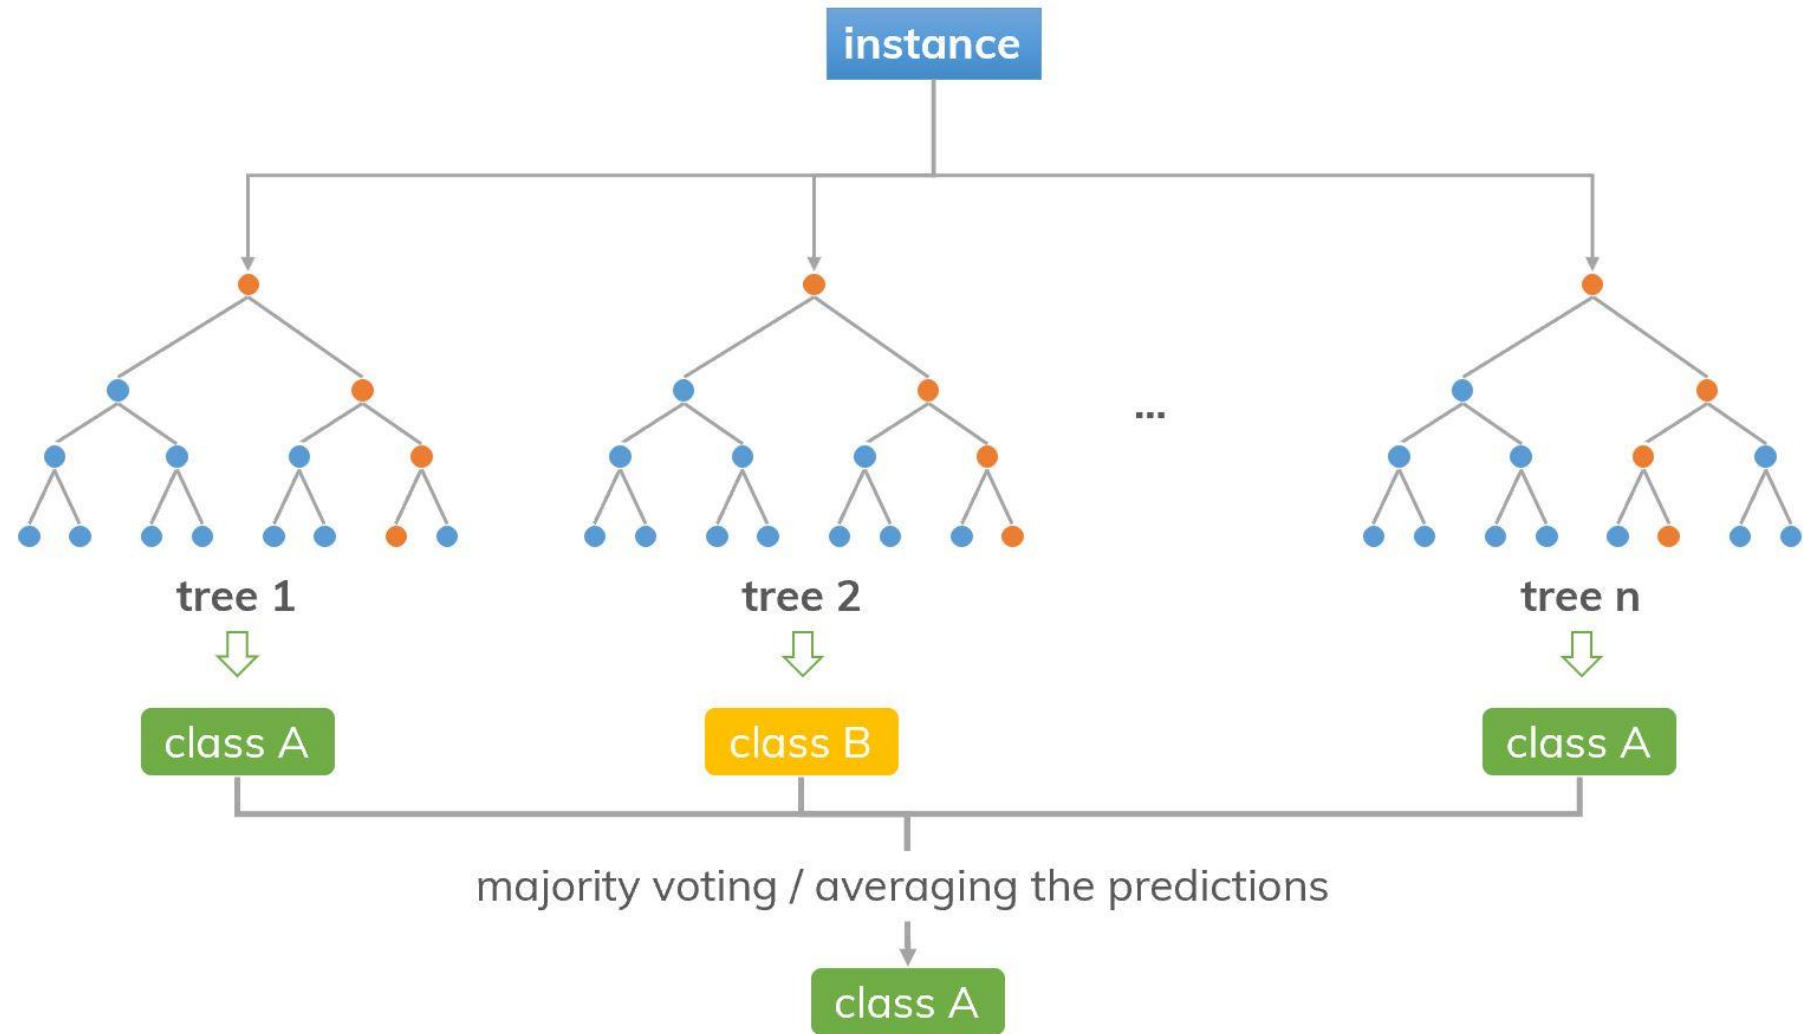 instance
...
tree 1
tree 2
tree n
class A
class B
class A
majority voting / averaging the predictions
class A